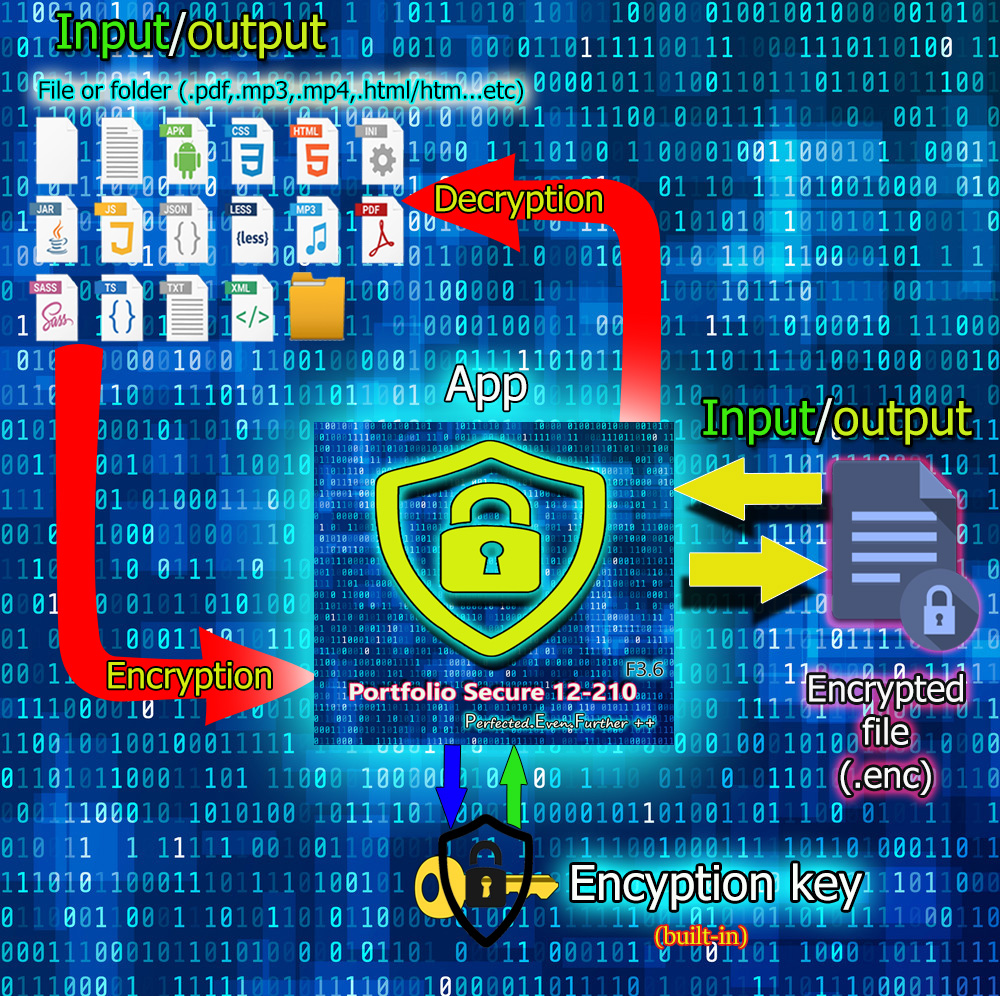 Input/output
File or folder (.pdf,.mp3,.mp4,.html/htm...etc)
APK
CSS
HTML
INI
JAR
JS
JSON
LESS
{less}
MP3
PDF
Decryption
SASS
Sass
TS
TXT
XML
App
Input/output
Encryption
F3.6
Portfolio Secure 12-210
Perfected.Even.Further ++
Encrypted
file
(.enc)
Encyption key
(built-in)